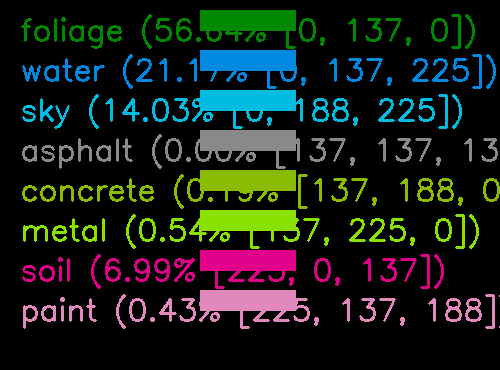 foliage (56.64% [0, 137, 0])
water (21.17% [0, 137, 225])
sky (14.03% [0, 188, 225])
asphalt (0.00% [137, 137, 13
concrete (0.19% [137, 188, 0
metal (0.54% [137, 225, 0])
soil (6.99% [225, 0, 137])
paint (0.43% [225, 137, 188]